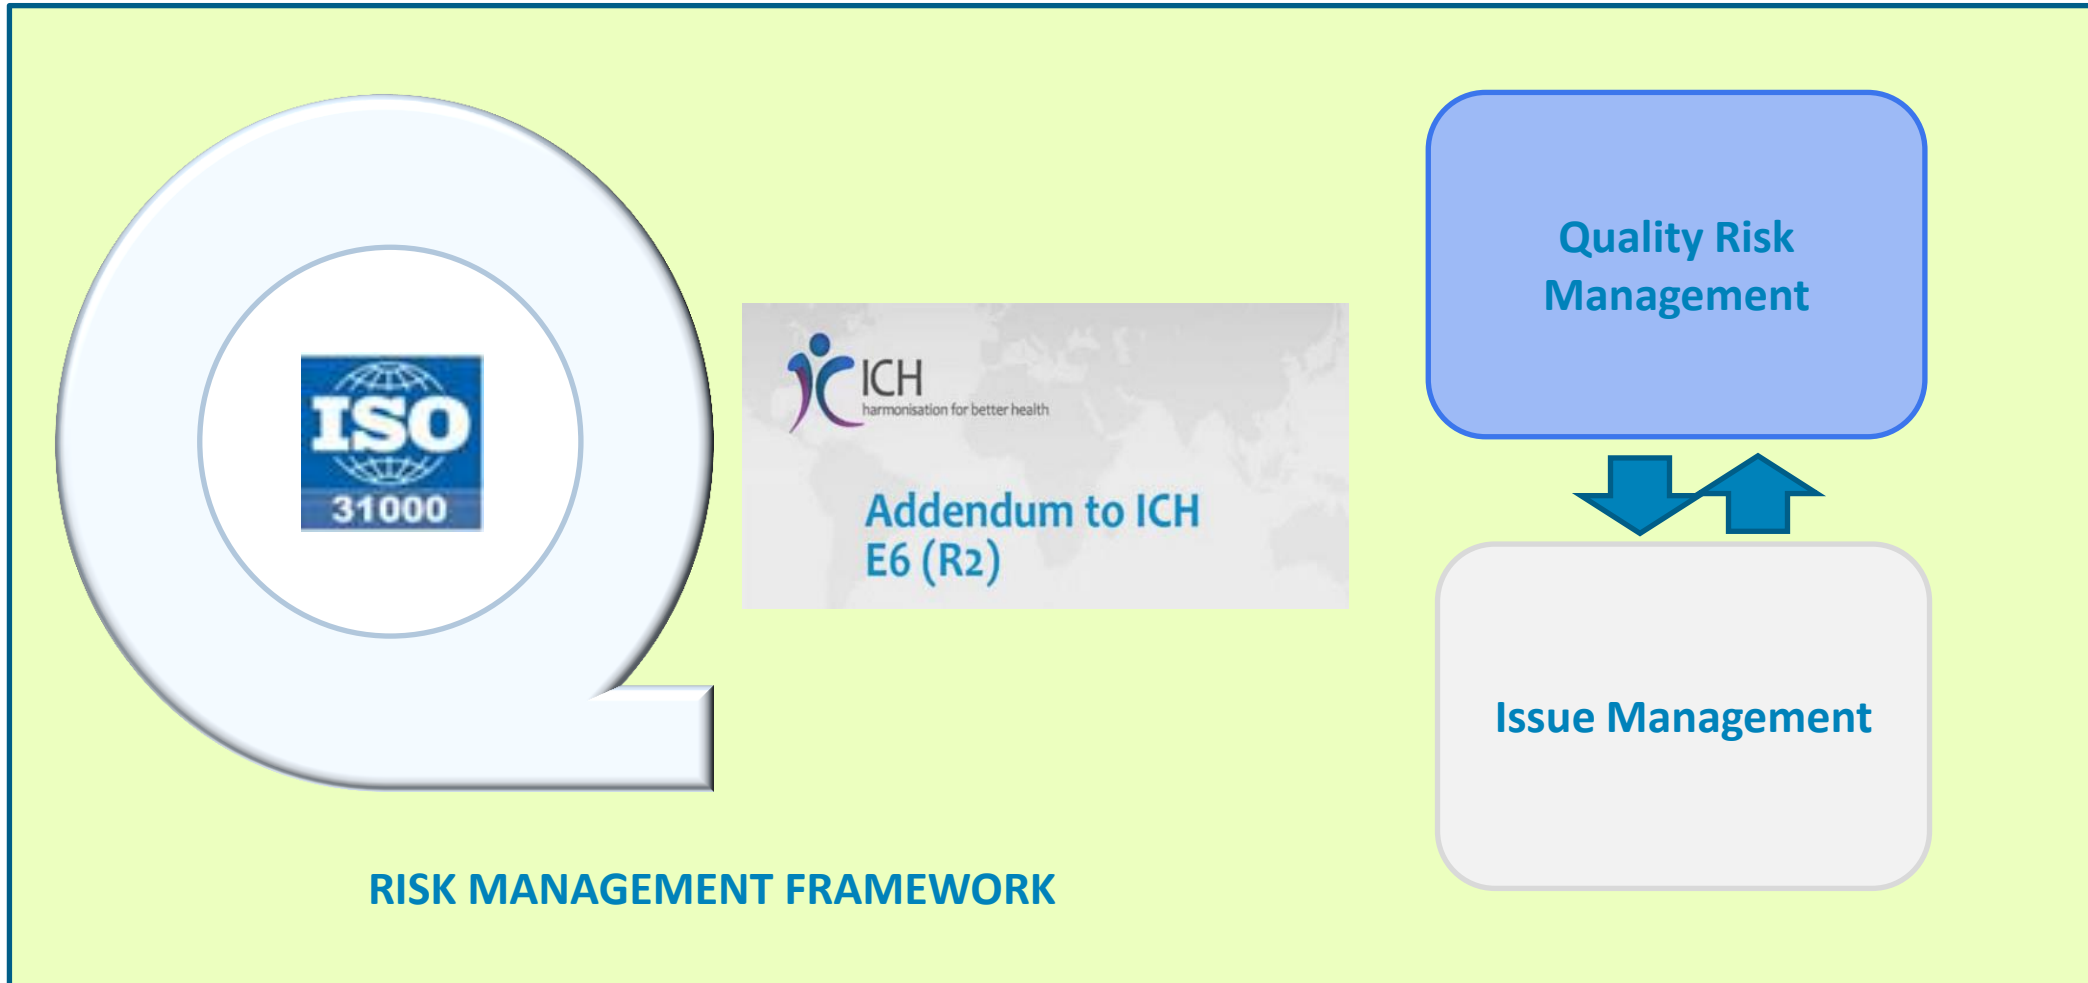 ISO
31000
ICH
harmonisation for better health
Addendum to ICH
E6 (R2)
Quality Risk
Management
Issue Management
RISK MANAGEMENT FRAMEWORK